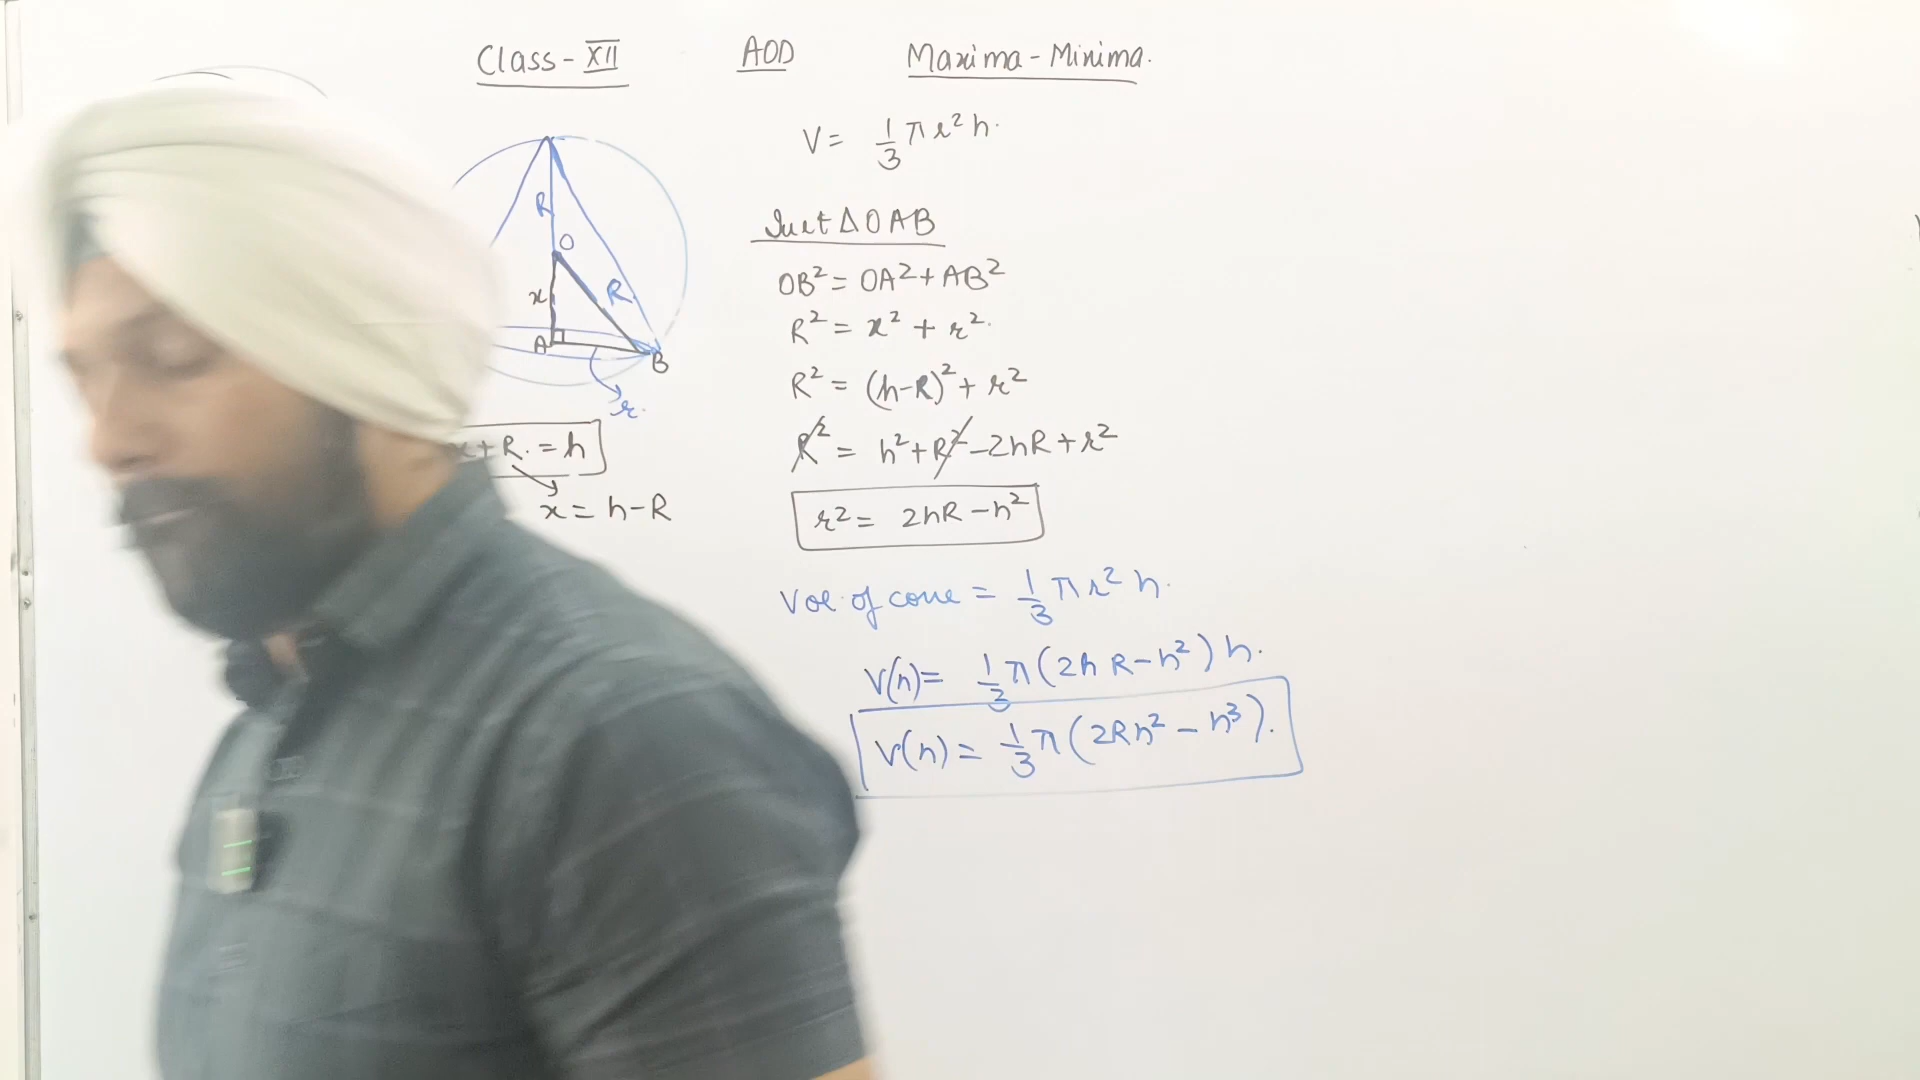 Class - XII AOD Maxima - Minima.
V = 1/3 π r² h.
R
O
x
R
A
B
r.
x + R. = h
x = h - R
In rt Δ OAB
OB² = OA² + AB²
R² = x² + r².
R² = (h-R)² + r²
R² = h² + R² - 2hR + r²
r² = 2hR - h²
Vol. of cone = 1/3 π r² h.
V(h) = 1/3 π (2hR - h²) h.
V(h) = 1/3 π (2Rh² - h³).